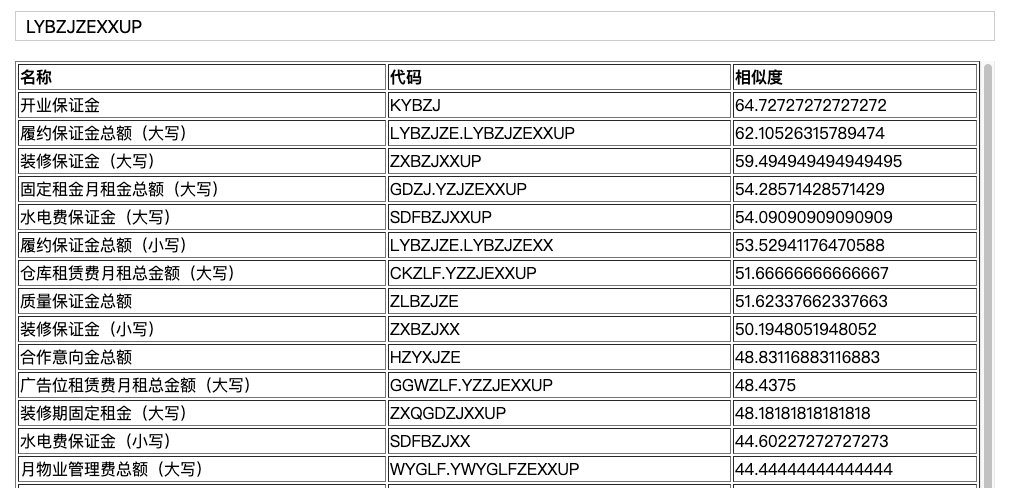 LYBZJZEXXUP
名称 代码 相似度
开业保证金 KYBZJ 64.72727272727272
履约保证金总额（大写） LYBZJZE.LYBZJZEXXUP 62.10526315789474
装修保证金（大写） ZXBZJXXUP 59.494949494949495
固定租金月租金总额（大写） GDZJ.YZJZEXXUP 54.28571428571429
水电费保证金（大写） SDFBZJXXUP 54.09090909090909
履约保证金总额（小写） LYBZJZE.LYBZJZEXX 53.52941176470588
仓库租赁费月租总金额（大写） CKZLF.YZZJEXXUP 51.66666666666667
质量保证金总额 ZLBZJZE 51.62337662337663
装修保证金（小写） ZXBZJXX 50.1948051948052
合作意向金总额 HZYXJZE 48.83116883116883
广告位租赁费月租总金额（大写） GGWZLF.YZZJEXXUP 48.4375
装修期固定租金（大写） ZXQGDZJXXUP 48.18181818181818
水电费保证金（小写） SDFBZJXX 44.60227272727273
月物业管理费总额（大写） WYGLF.YWYGLFZEXXUP 44.44444444444444